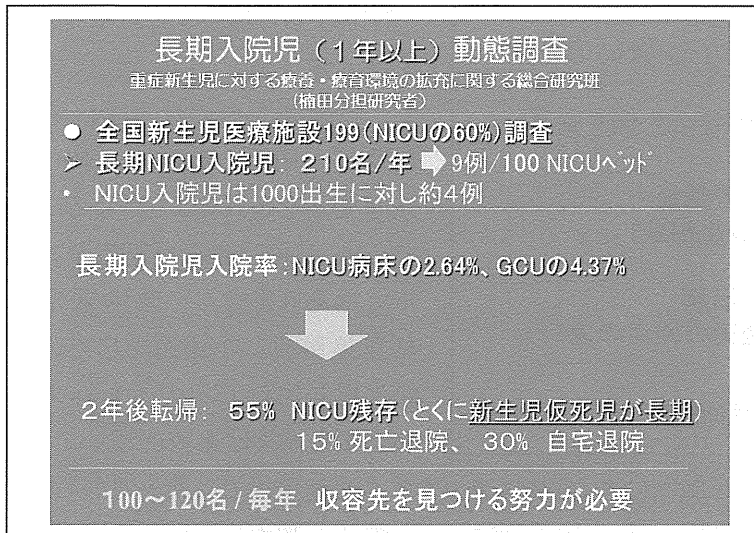 長期入院児（１年以上）動態調査
重症新生児に対する療養・療育環境の拡充に関する総合研究班
(楠田分担研究者)
● 全国新生児医療施設199(NICUの60%)調査
➢ 長期NICU入院児： 210名/年 ➡ 9例/100 NICUベッド
• NICU入院児は1000出生に対し約4例
長期入院児入院率：NICU病床の2.64%、GCUの4.37%
2年後転帰： 55% NICU残存(とくに新生児仮死児が長期)
15% 死亡退院、 30% 自宅退院
100～120名 / 毎年 収容先を見つける努力が必要